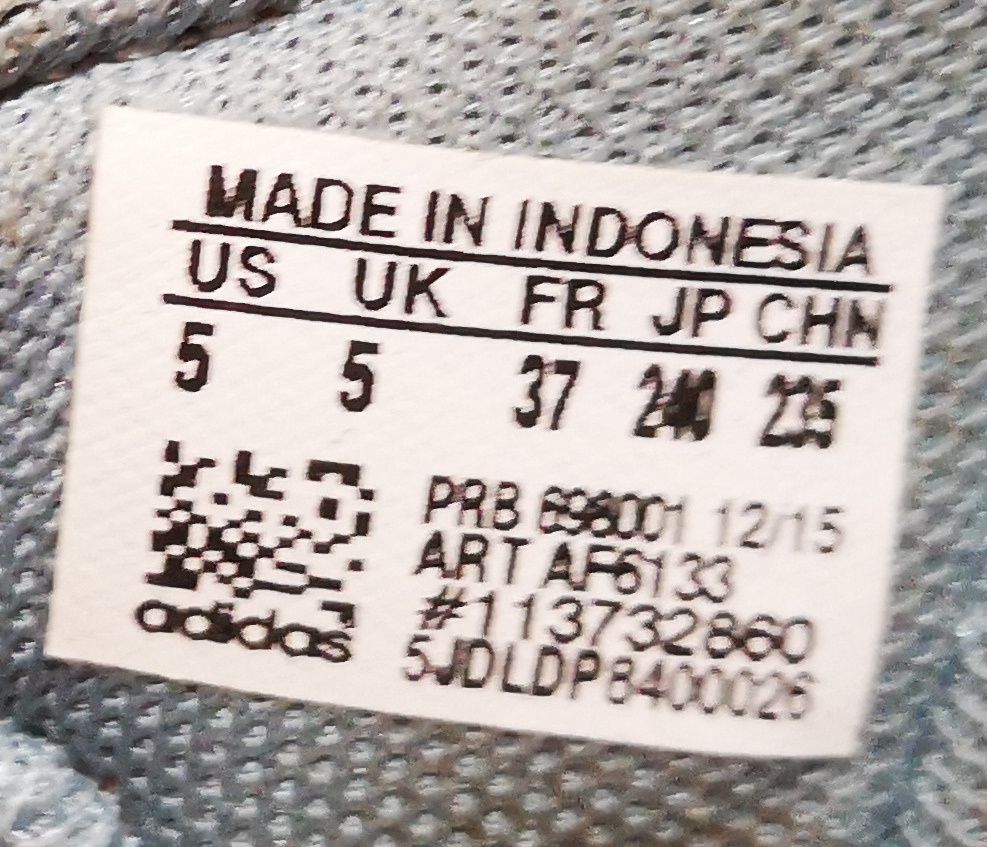 MADE IN INDONESIA
US UK FR JP CHN
5 5 37 240 235
PRB 696001 12/15
ART AF6133
#113732860
adidas 5JDLDP8400026